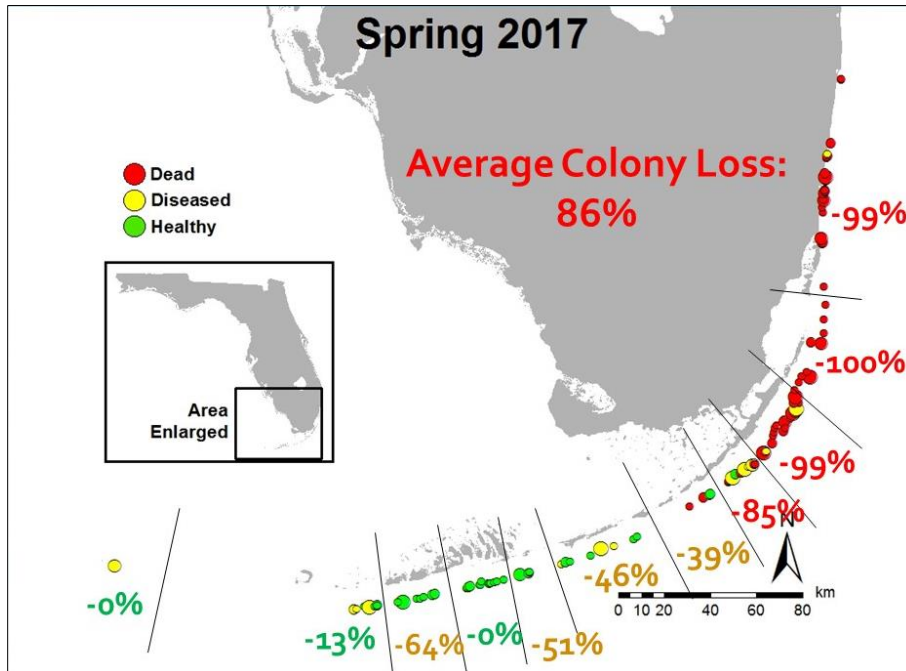 Spring 2017
Average Colony Loss:
86%
Dead
Diseased
Healthy
Area
Enlarged
-99%
-100%
-99%
-85%
-39%
-46%
-51%
-0%
-64%
-13%
-0%
N
km
0 10 20 40 60 80